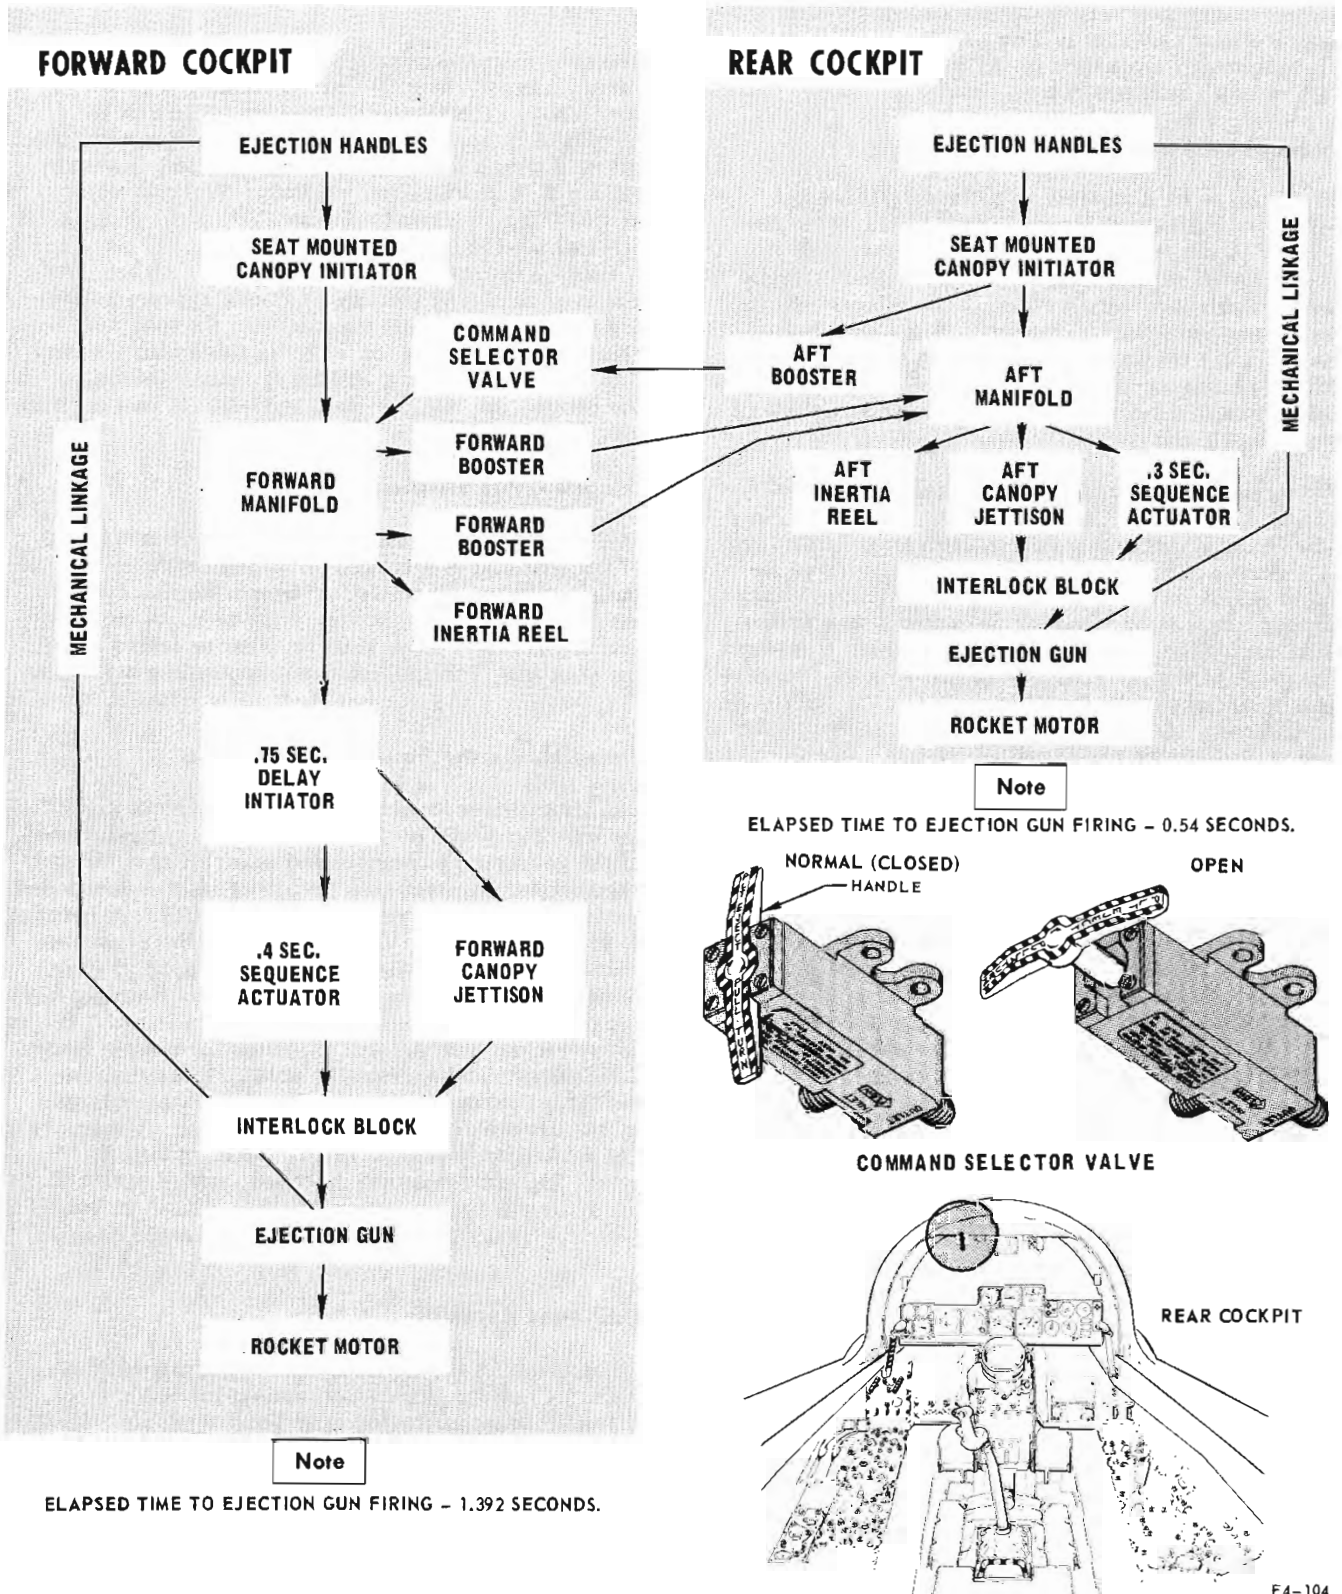 FORWARD COCKPIT
EJECTION HANDLES
SEAT MOUNTED
CANOPY INITIATOR
COMMAND
SELECTOR
VALVE
FORWARD
MANIFOLD
FORWARD
BOOSTER
FORWARD
BOOSTER
FORWARD
INERTIA REEL
MECHANICAL LINKAGE
.75 SEC.
DELAY
INTIATOR
.4 SEC.
SEQUENCE
ACTUATOR
FORWARD
CANOPY
JETTISON
INTERLOCK BLOCK
EJECTION GUN
ROCKET MOTOR
Note
ELAPSED TIME TO EJECTION GUN FIRING – 1.392 SECONDS.
REAR COCKPIT
EJECTION HANDLES
SEAT MOUNTED
CANOPY INITIATOR
AFT
BOOSTER
AFT
MANIFOLD
MECHANICAL LINKAGE
AFT
INERTIA
REEL
AFT
CANOPY
JETTISON
.3 SEC.
SEQUENCE
ACTUATOR
INTERLOCK BLOCK
EJECTION GUN
ROCKET MOTOR
Note
ELAPSED TIME TO EJECTION GUN FIRING – 0.54 SECONDS.
NORMAL (CLOSED)
HANDLE
OPEN
OUTLET
INLET
OUTLET
INLET
COMMAND SELECTOR VALVE
REAR COCKPIT
F4-104